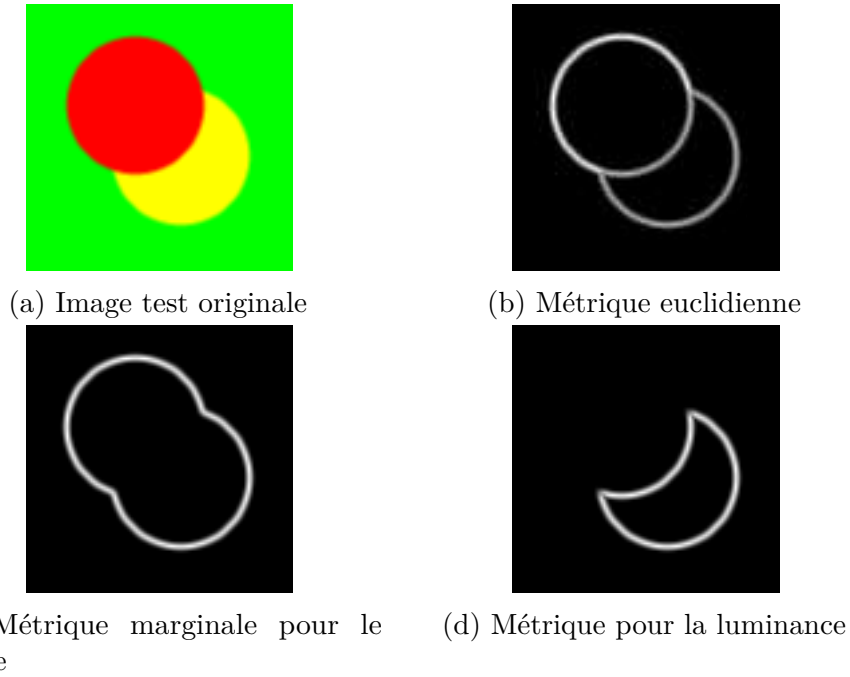 (a) Image test originale
(b) Métrique euclidienne
Métrique marginale pour le
(d) Métrique pour la luminance
e